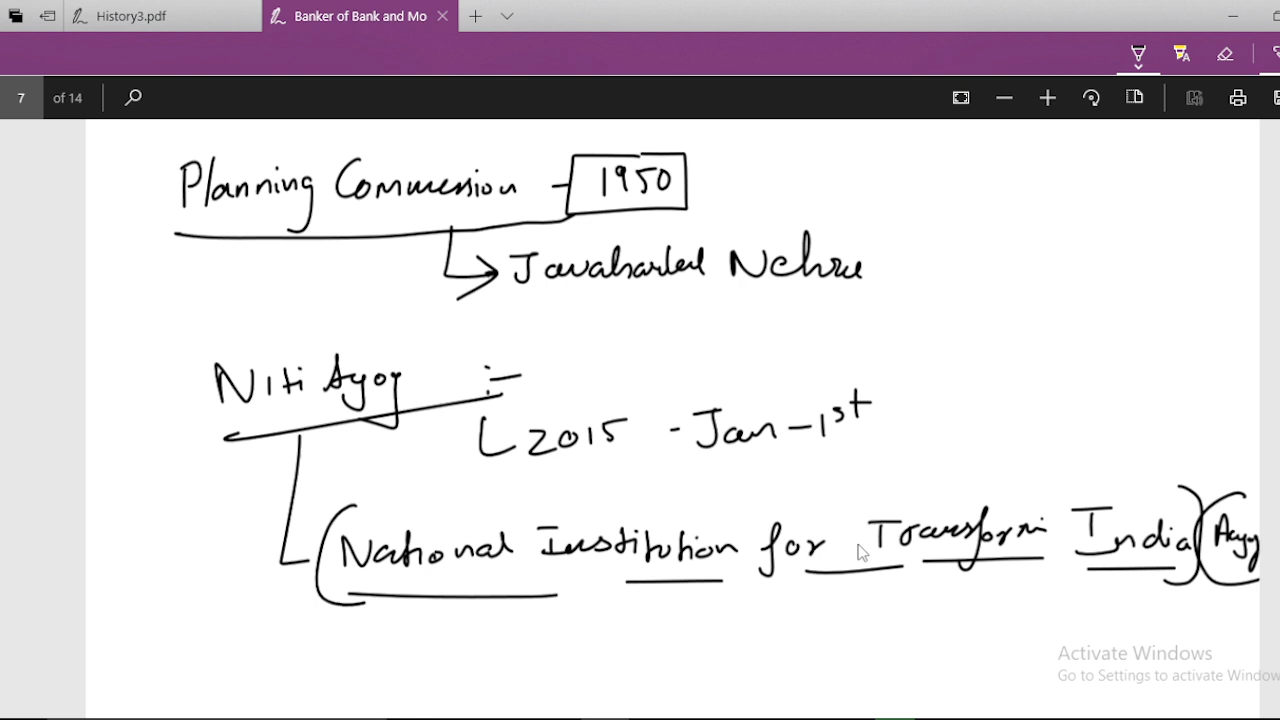 History3.pdf
Banker of Bank and Mo
7 of 14
Planning Commission - 1950
Jawaharlal Nehru
Niti Ayog :-
2015 - Jan - 1st
(National Institution for Transformi India) (Aayog
Activate Windows
Go to Settings to activate Window